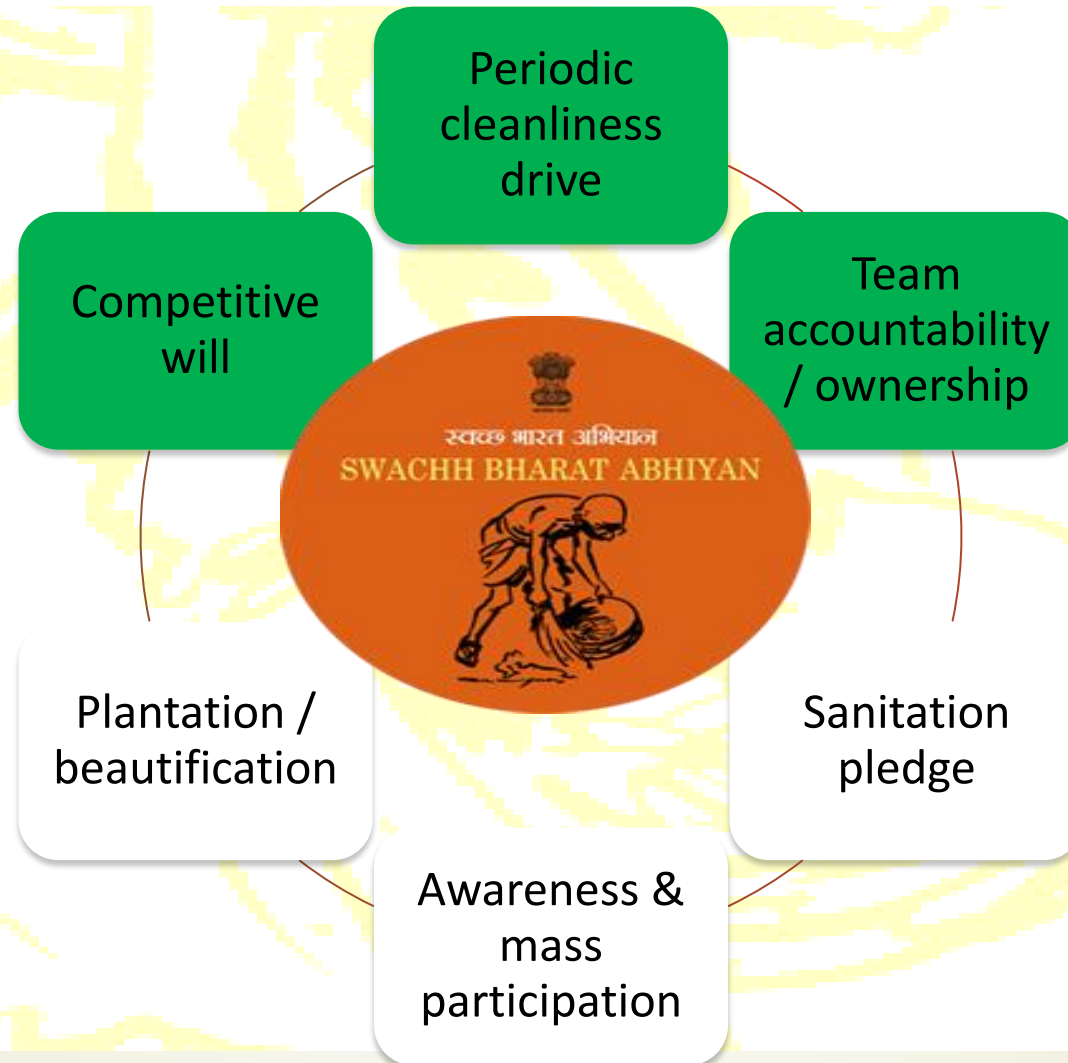 Periodic
cleanliness
drive
Competitive
will
Team
accountability
/ ownership
स्वच्छ भारत अभियान
SWACHH BHARAT ABHIYAN
Plantation /
beautification
Sanitation
pledge
Awareness &
mass
participation